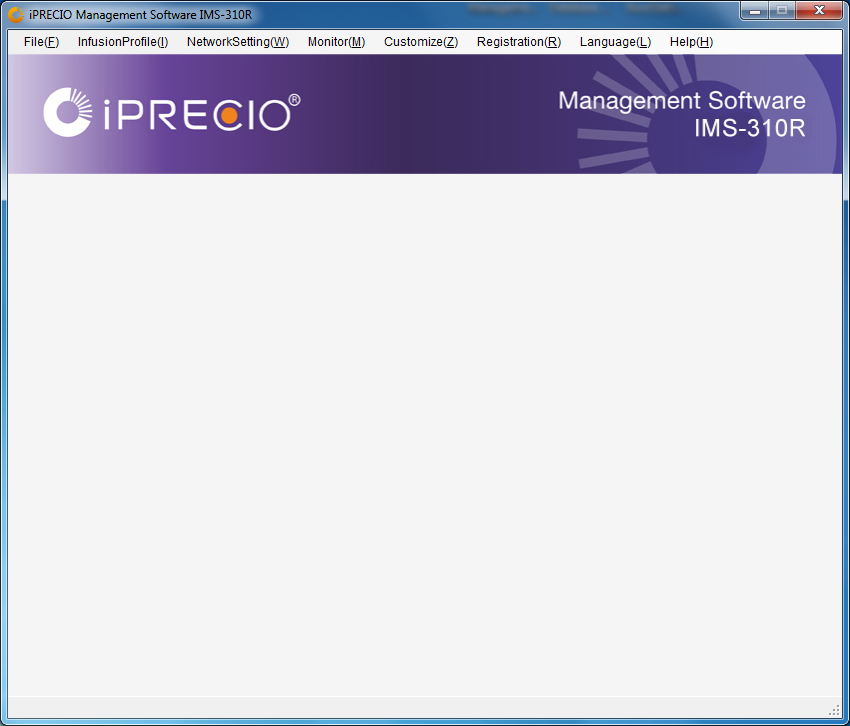 iPRECIO Management Software IMS-310R
File(F) InfusionProfile(I) NetworkSetting(W) Monitor(M) Customize(Z) Registration(R) Language(L) Help(H)
iPRECIO®
Management Software
IMS-310R